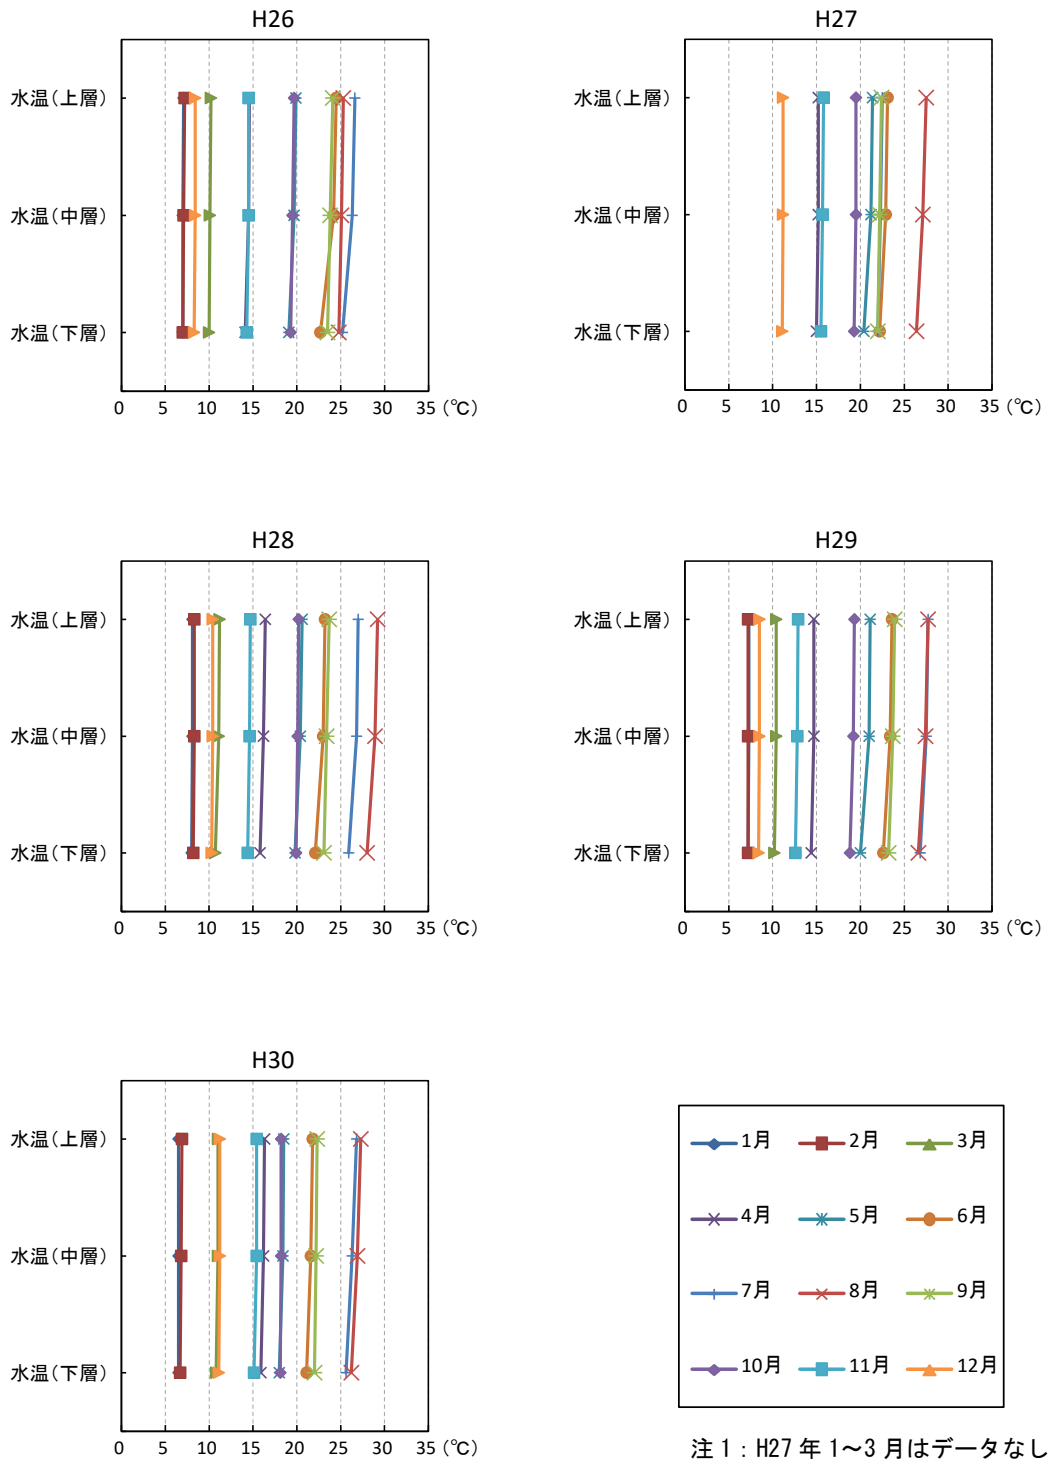 H26
水温(上層)
水温(中層)
水温(下層)
0 5 10 15 20 25 30 35 (℃)
H27
水温(上層)
水温(中層)
水温(下層)
0 5 10 15 20 25 30 35 (℃)
H28
水温(上層)
水温(中層)
水温(下層)
0 5 10 15 20 25 30 35 (℃)
H29
水温(上層)
水温(中層)
水温(下層)
0 5 10 15 20 25 30 35 (℃)
H30
水温(上層)
水温(中層)
水温(下層)
0 5 10 15 20 25 30 35 (℃)
1月 2月 3月
4月 5月 6月
7月 8月 9月
10月 11月 12月
注1:H27年1~3月はデータなし